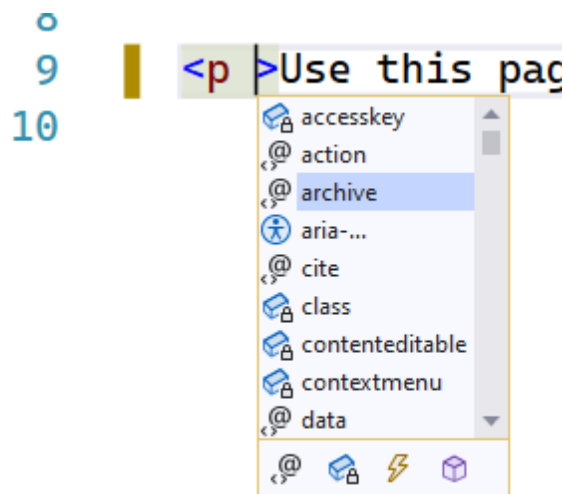 8
9 <p >Use this pag
10
accesskey
<>@ action
<>@ archive
aria-...
<>@ cite
class
contenteditable
contextmenu
<>@ data
<>@